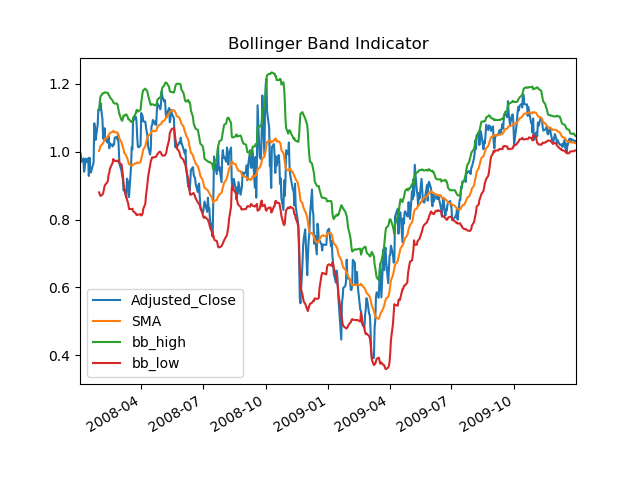 Bollinger Band Indicator
1.2
1.0
0.8
0.6
0.4
Adjusted_Close
SMA
bb_high
bb_low
2008-04
2008-07
2008-10
2009-01
2009-04
2009-07
2009-10